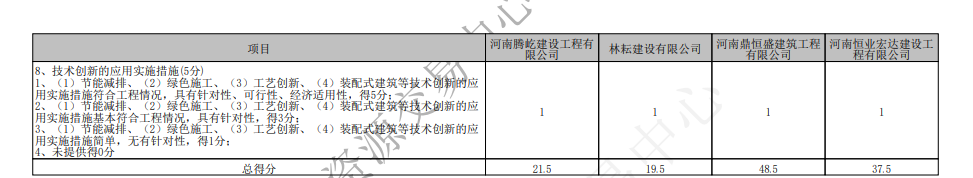 项目
河南腾屹建设工程有
限公司
林耘建设有限公司
河南鼎恒盛建筑工程
有限公司
河南恒业宏达建设工
程有限公司
8、技术创新的应用实施措施(5分)
1、（1）节能减排、（2）绿色施工、（3）工艺创新、（4）装配式建筑等技术创新的应
用实施措施符合工程情况，具有针对性、可行性、经济适用性，得5分；
2、（1）节能减排、（2）绿色施工、（3）工艺创新、（4）装配式建筑等技术创新的应
用实施措施基本符合工程情况，具有针对性，得3分；
3、（1）节能减排、（2）绿色施工、（3）工艺创新、（4）装配式建筑等技术创新的应
用实施措施简单，无有针对性，得1分；
4、未提供得0分
1
1
1
1
总得分
21.5
19.5
48.5
37.5
资源交易中心
中心